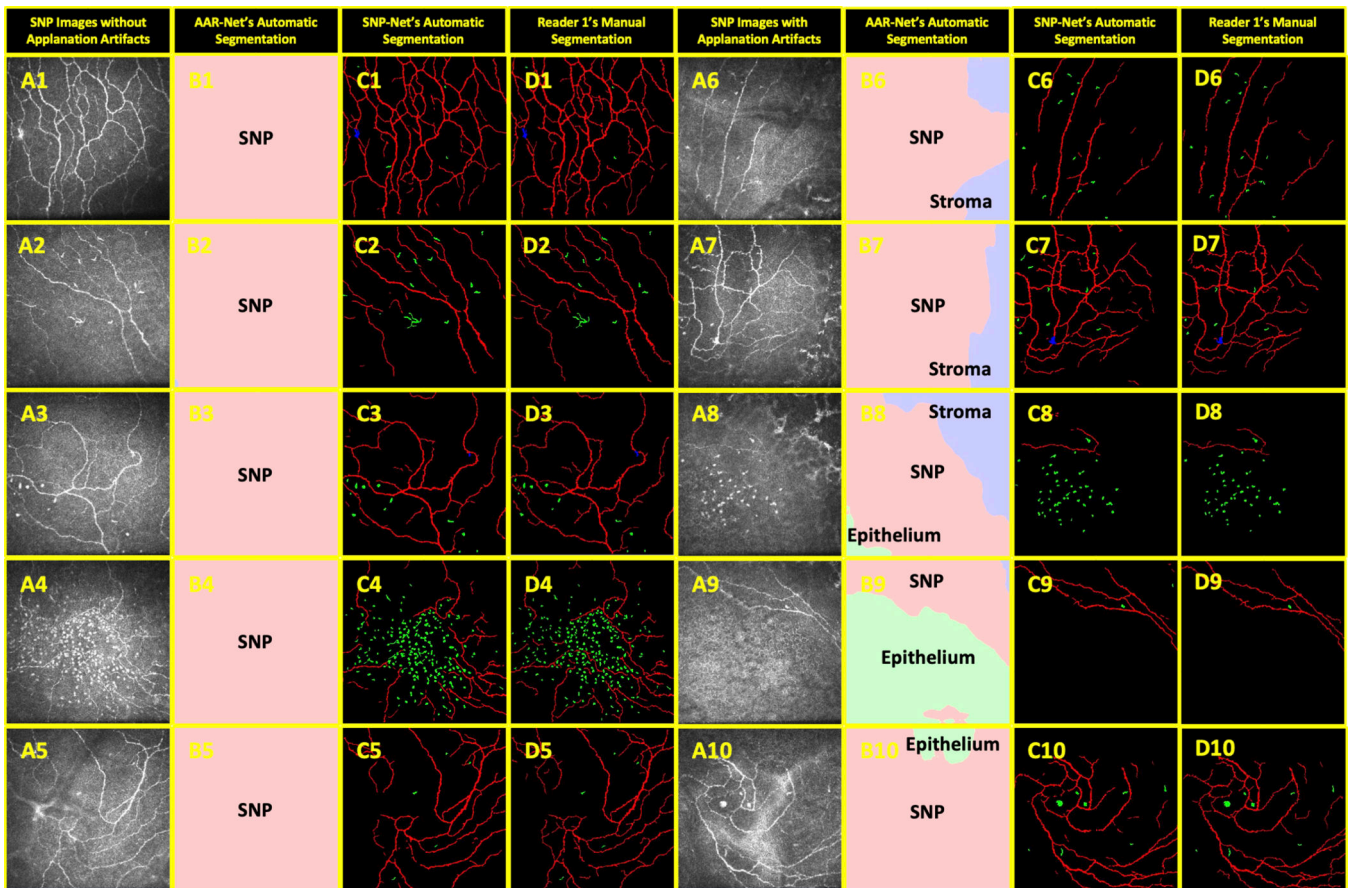 SNP Images without
Applanation Artifacts
AAR-Net's Automatic
Segmentation
SNP-Net's Automatic
Segmentation
Reader 1's Manual
Segmentation
SNP Images with
Applanation Artifacts
AAR-Net's Automatic
Segmentation
SNP-Net's Automatic
Segmentation
Reader 1's Manual
Segmentation
A1
B1
SNP
C1
D1
A6
B6
SNP
Stroma
C6
D6
A2
B2
SNP
C2
D2
A7
B7
SNP
Stroma
C7
D7
A3
B3
SNP
C3
D3
A8
B8
Stroma
SNP
Epithelium
C8
D8
A4
B4
SNP
C4
D4
A9
B9
SNP
Epithelium
C9
D9
A5
B5
SNP
C5
D5
A10
B10
Epithelium
SNP
C10
D10